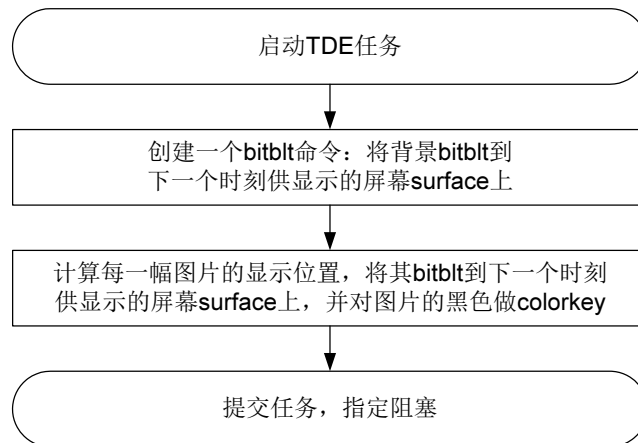 启动TDE任务
创建一个bitblt命令：将背景bitblt到
下一个时刻供显示的屏幕surface上
计算每一幅图片的显示位置，将其bitblt到下一个时刻
供显示的屏幕surface上，并对图片的黑色做colorkey
提交任务，指定阻塞